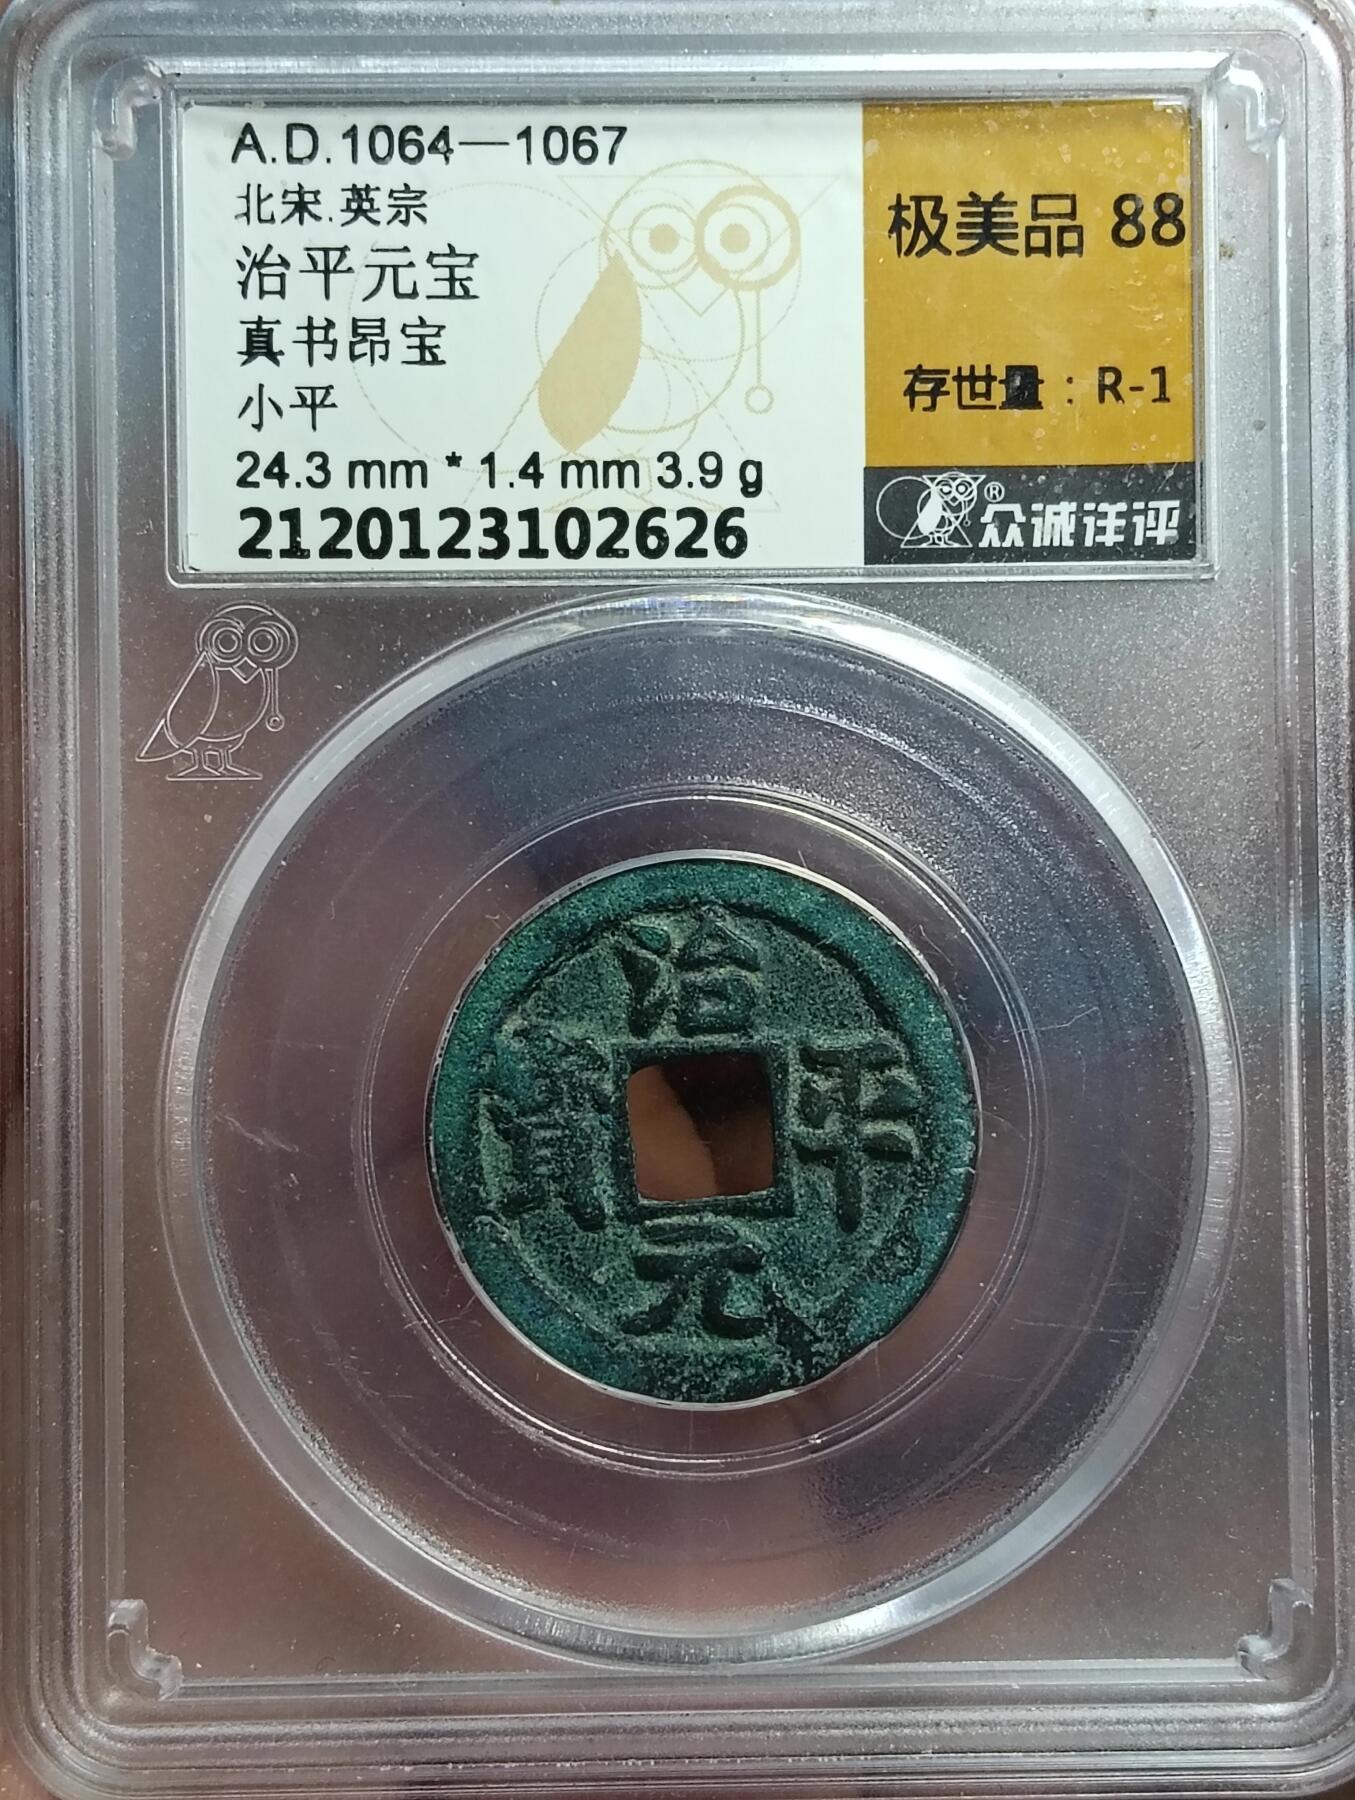 A.D.1064—1067
北宋.英宗
治平元宝
真书昂宝
小平
24.3 mm * 1.4 mm 3.9 g
2120123102626
极美品 88
存世量：R-1
®
众诚评评
治平元寶